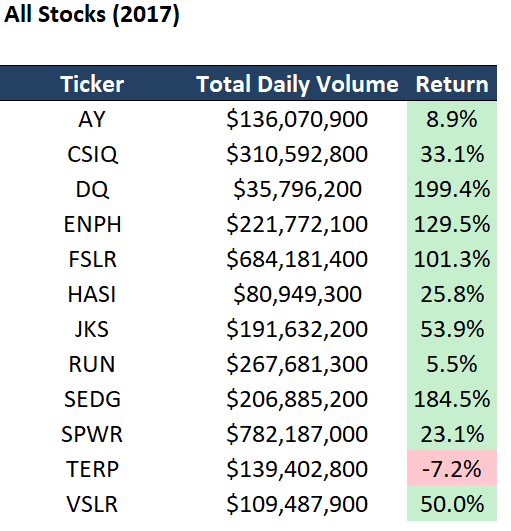 All Stocks (2017)
Ticker Total Daily Volume Return
AY $136,070,900 8.9%
CSIQ $310,592,800 33.1%
DQ $35,796,200 199.4%
ENPH $221,772,100 129.5%
FSLR $684,181,400 101.3%
HASI $80,949,300 25.8%
JKS $191,632,200 53.9%
RUN $267,681,300 5.5%
SEDG $206,885,200 184.5%
SPWR $782,187,000 23.1%
TERP $139,402,800 -7.2%
VSLR $109,487,900 50.0%